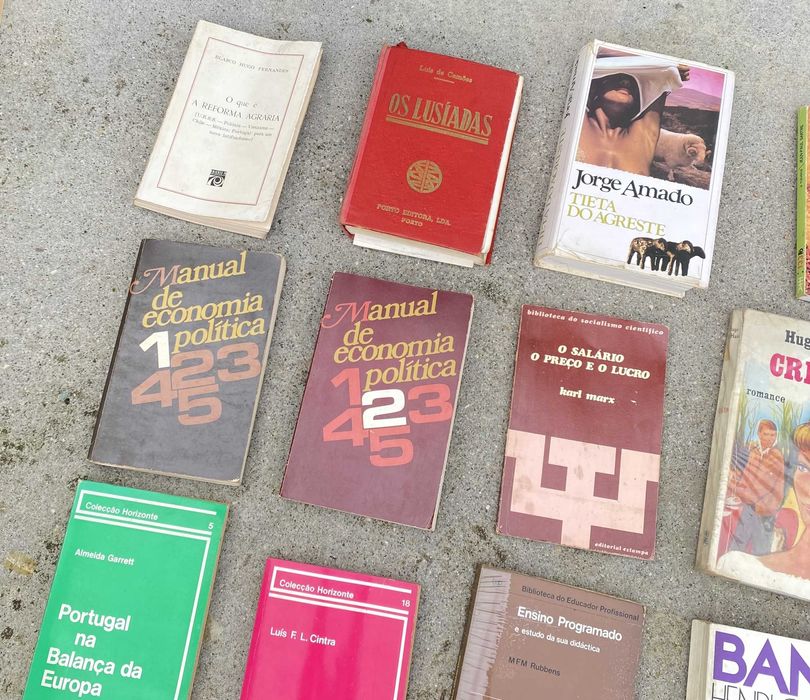 BLASCO HUGO FERNANDES
O que é
A REFORMA AGRÁRIA
Luís de Camões
OS LUSÍADAS
PORTO EDITORA, LDA.
PORTO
Jorge Amado
TIETA
DO AGRESTE
Manual
de
economia
política
1 2 3
4 5
Manual
de
economia
política
1 2 3
4 5
biblioteca do socialismo científico
O SALÁRIO
O PREÇO E O LUCRO
karl marx
editorial estampa
Hug
CRI
romance
Colecção Horizonte
5
Almeida Garrett
Portugal
na
Balança da
Europa
Colecção Horizonte
18
Luís F. L. Cintra
Biblioteca do Educador Profissional
Ensino Programado
e estudo da sua didáctica
MFM Rubbens
BAN